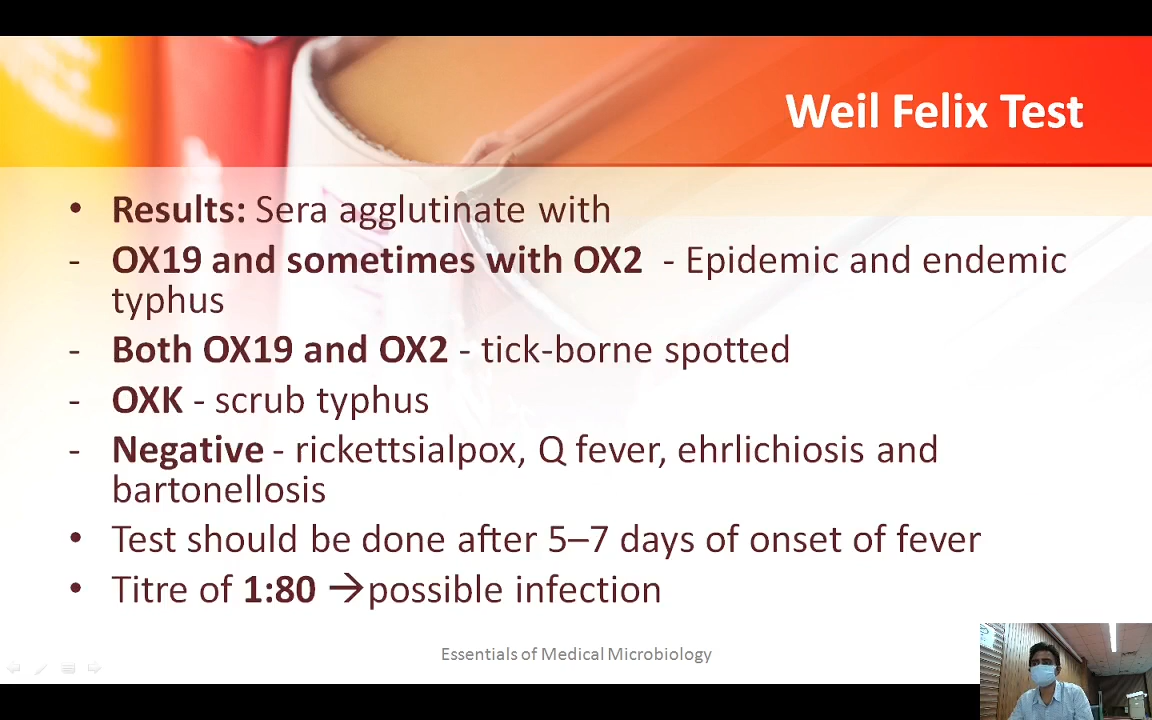 Weil Felix Test
• Results: Sera agglutinate with
- OX19 and sometimes with OX2 - Epidemic and endemic
typhus
- Both OX19 and OX2 - tick-borne spotted
- OXK - scrub typhus
- Negative - rickettsialpox, Q fever, ehrlichiosis and
bartonellosis
• Test should be done after 5–7 days of onset of fever
• Titre of 1:80 →possible infection
Essentials of Medical Microbiology